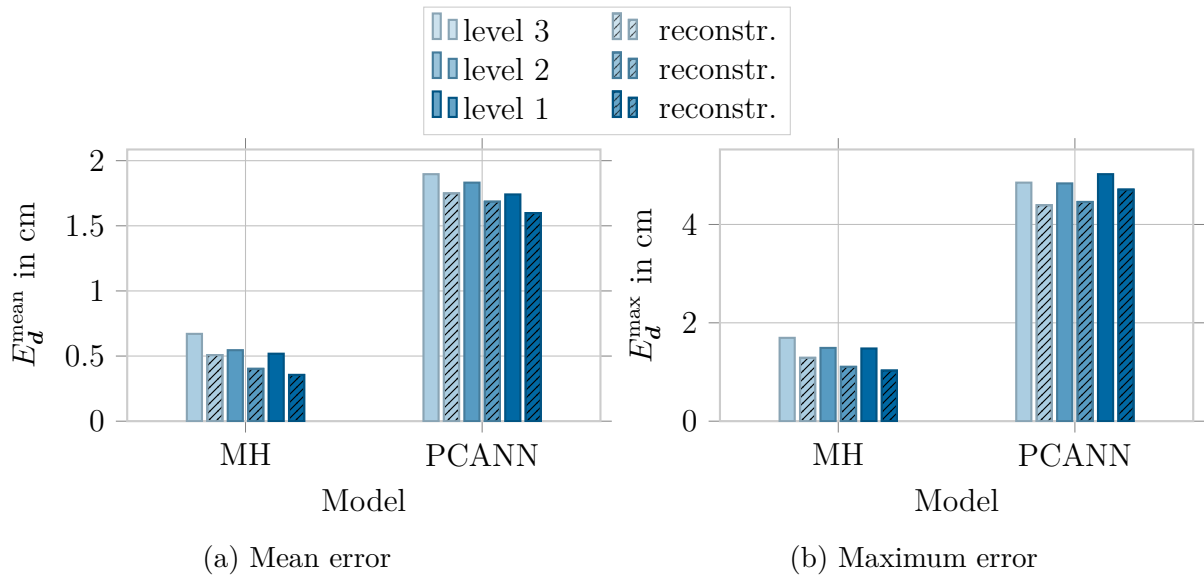 level 3 reconstr.
level 2 reconstr.
level 1 reconstr.
2
1.5
1
0.5
0
E_d^mean in cm
MH PCANN
Model
(a) Mean error
4
2
0
E_d^max in cm
MH PCANN
Model
(b) Maximum error